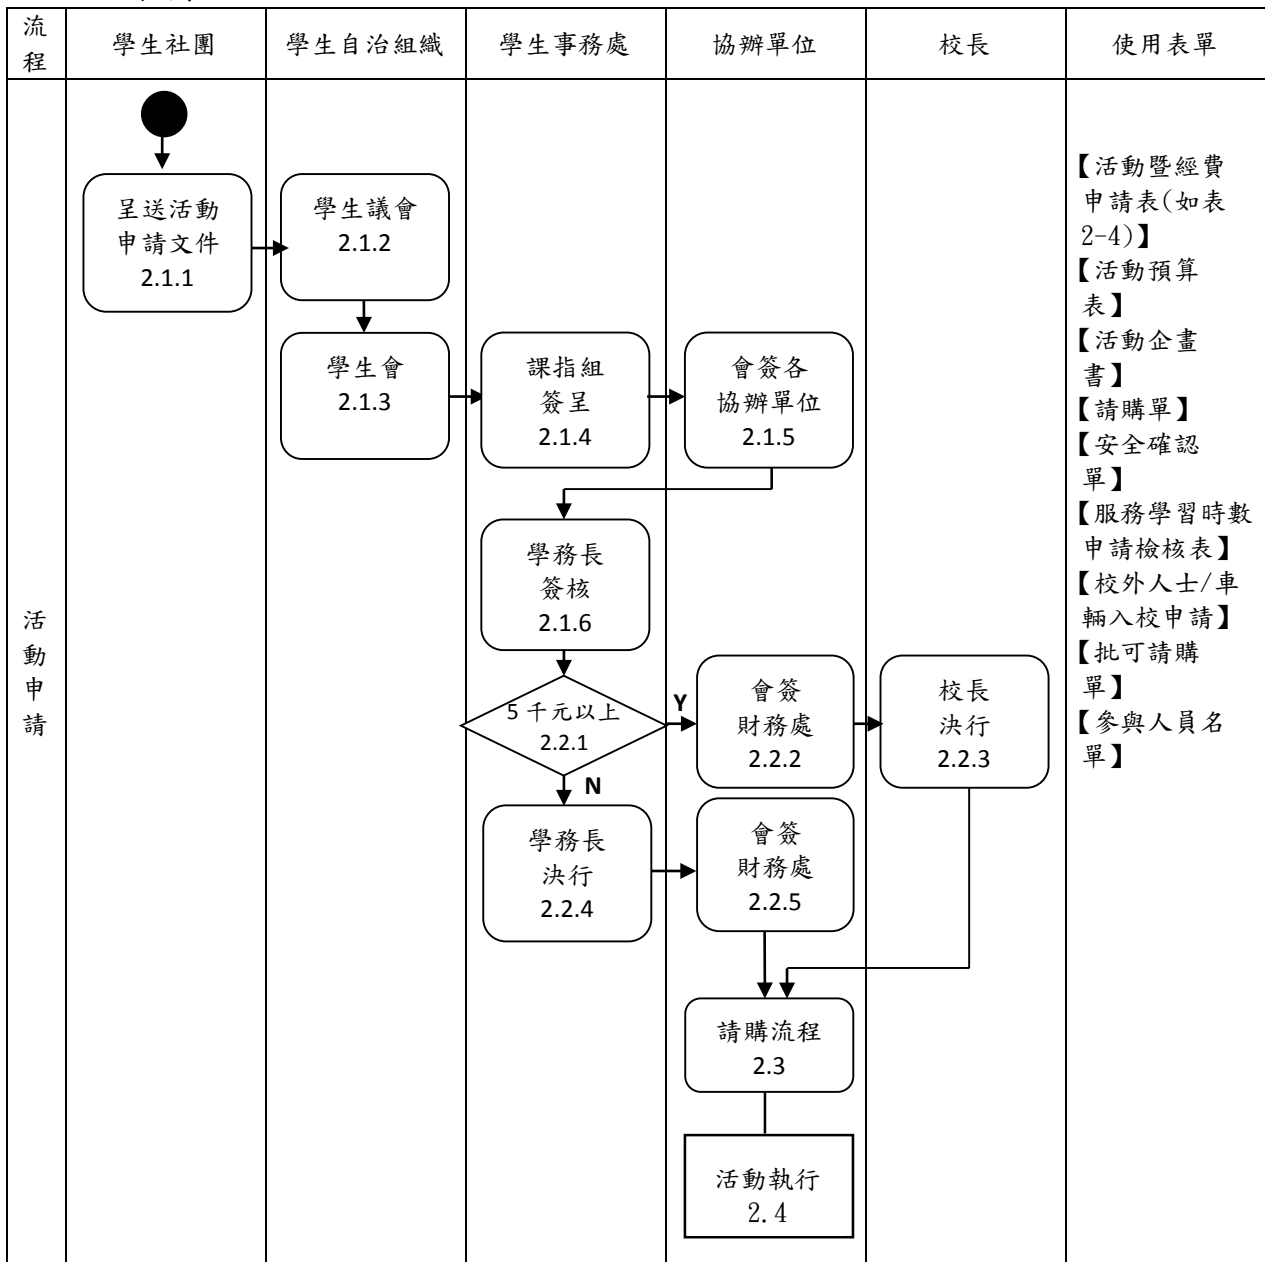 流
程
學生社團
學生自治組織
學生事務處
協辦單位
校長
使用表單
活
動
申
請
呈送活動
申請文件
2.1.1
學生議會
2.1.2
學生會
2.1.3
課指組
簽呈
2.1.4
會簽各
協辦單位
2.1.5
學務長
簽核
2.1.6
5 千元以上
2.2.1
Y
N
會簽
財務處
2.2.2
校長
決行
2.2.3
學務長
決行
2.2.4
會簽
財務處
2.2.5
請購流程
2.3
活動執行
2.4
【活動暨經費
申請表(如表
2-4)】
【活動預算
表】
【活動企畫
書】
【請購單】
【安全確認
單】
【服務學習時數
申請檢核表】
【校外人士/車
輛入校申請】
【批可請購
單】
【參與人員名
單】